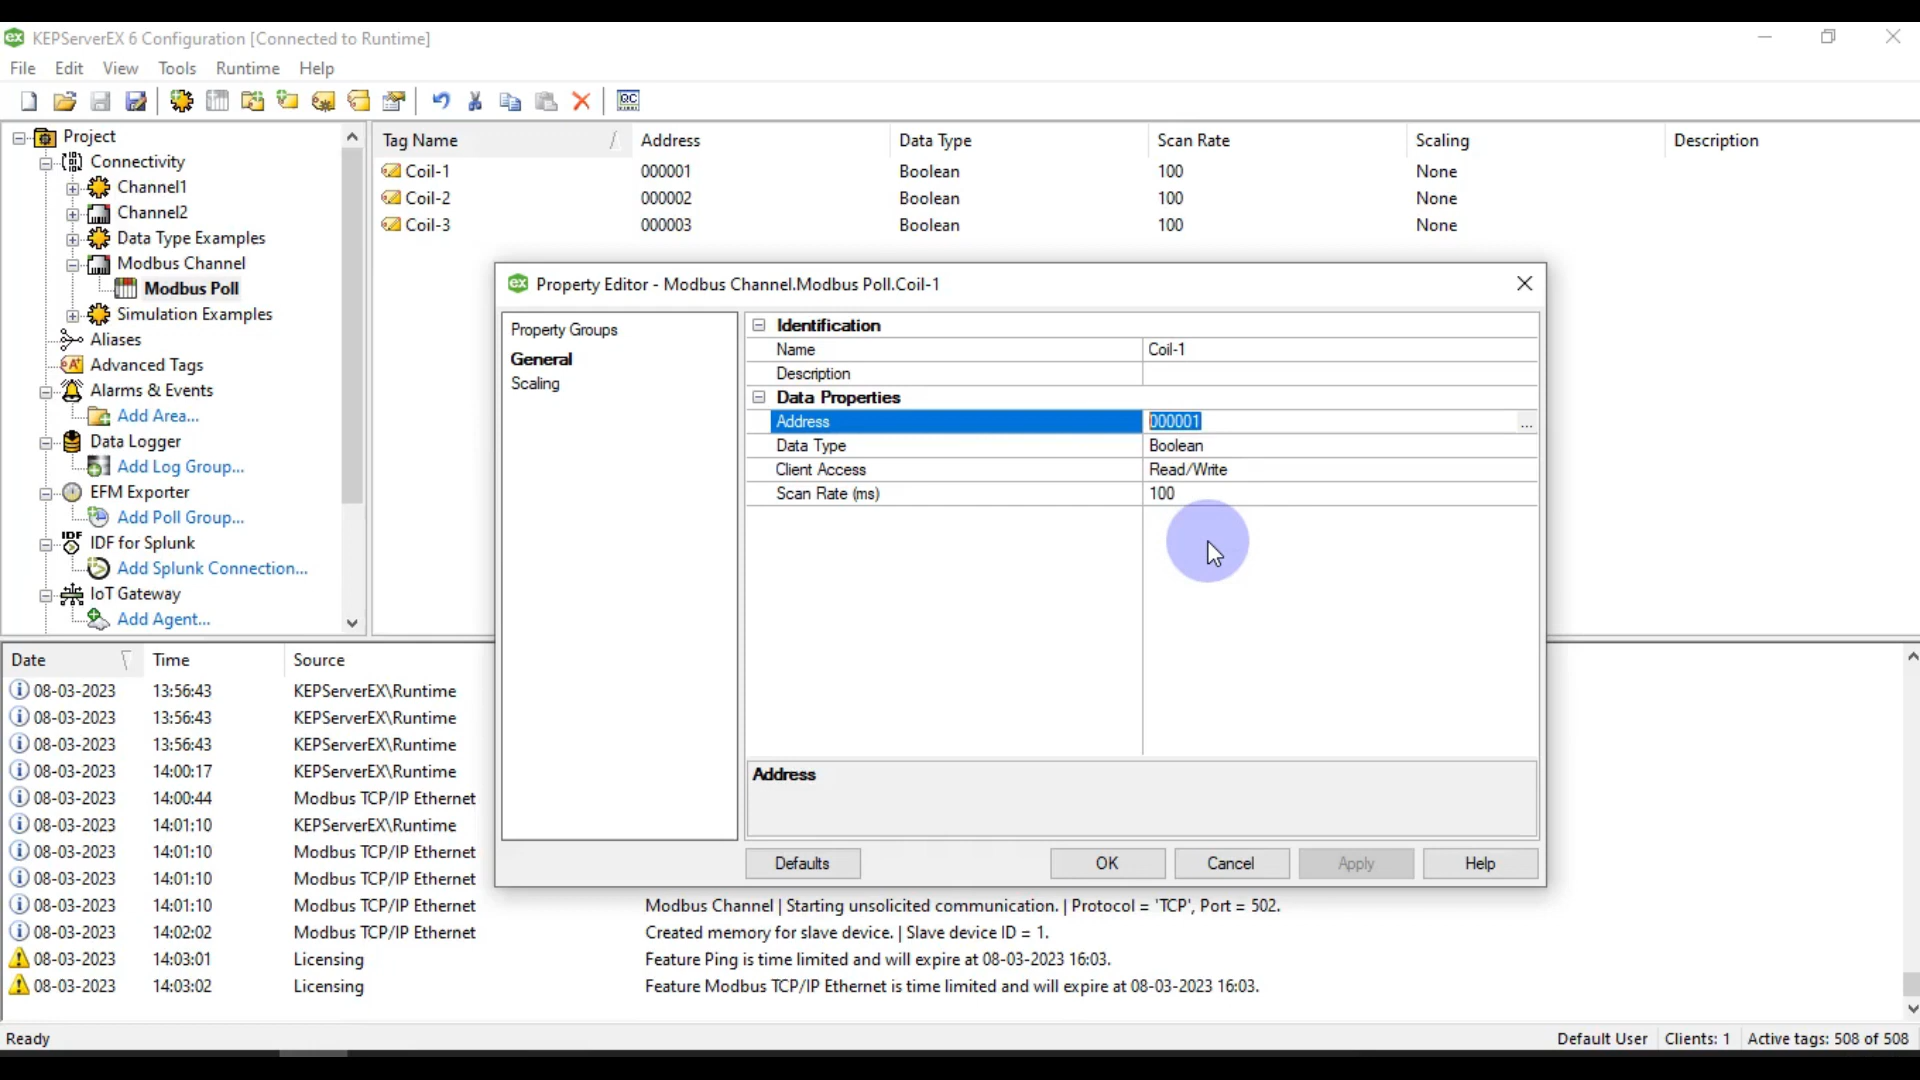 KEPServerEX 6 Configuration [Connected to Runtime]
File Edit View Tools Runtime Help
Project
Connectivity
Channel1
Channel2
Data Type Examples
Modbus Channel
Modbus Poll
Simulation Examples
Aliases
Advanced Tags
Alarms & Events
Add Area...
Data Logger
Add Log Group...
EFM Exporter
Add Poll Group...
IDF for Splunk
Add Splunk Connection...
IoT Gateway
Add Agent...
Tag Name Address Data Type Scan Rate Scaling Description
Coil-1 000001 Boolean 100 None
Coil-2 000002 Boolean 100 None
Coil-3 000003 Boolean 100 None
Property Editor - Modbus Channel.Modbus Poll.Coil-1
Property Groups
General
Scaling
Identification
Name Coil-1
Description
Data Properties
Address 000001 ...
Data Type Boolean
Client Access Read/Write
Scan Rate (ms) 100
Address
Defaults OK Cancel Apply Help
Date Time Source
08-03-2023 13:56:43 KEPServerEX\Runtime
08-03-2023 13:56:43 KEPServerEX\Runtime
08-03-2023 13:56:43 KEPServerEX\Runtime
08-03-2023 14:00:17 KEPServerEX\Runtime
08-03-2023 14:00:44 Modbus TCP/IP Ethernet
08-03-2023 14:01:10 KEPServerEX\Runtime
08-03-2023 14:01:10 Modbus TCP/IP Ethernet
08-03-2023 14:01:10 Modbus TCP/IP Ethernet
08-03-2023 14:01:10 Modbus TCP/IP Ethernet Modbus Channel | Starting unsolicited communication. | Protocol = 'TCP', Port = 502.
08-03-2023 14:02:02 Modbus TCP/IP Ethernet Created memory for slave device. | Slave device ID = 1.
08-03-2023 14:03:01 Licensing Feature Ping is time limited and will expire at 08-03-2023 16:03.
08-03-2023 14:03:02 Licensing Feature Modbus TCP/IP Ethernet is time limited and will expire at 08-03-2023 16:03.
Ready Default User Clients: 1 Active tags: 508 of 508